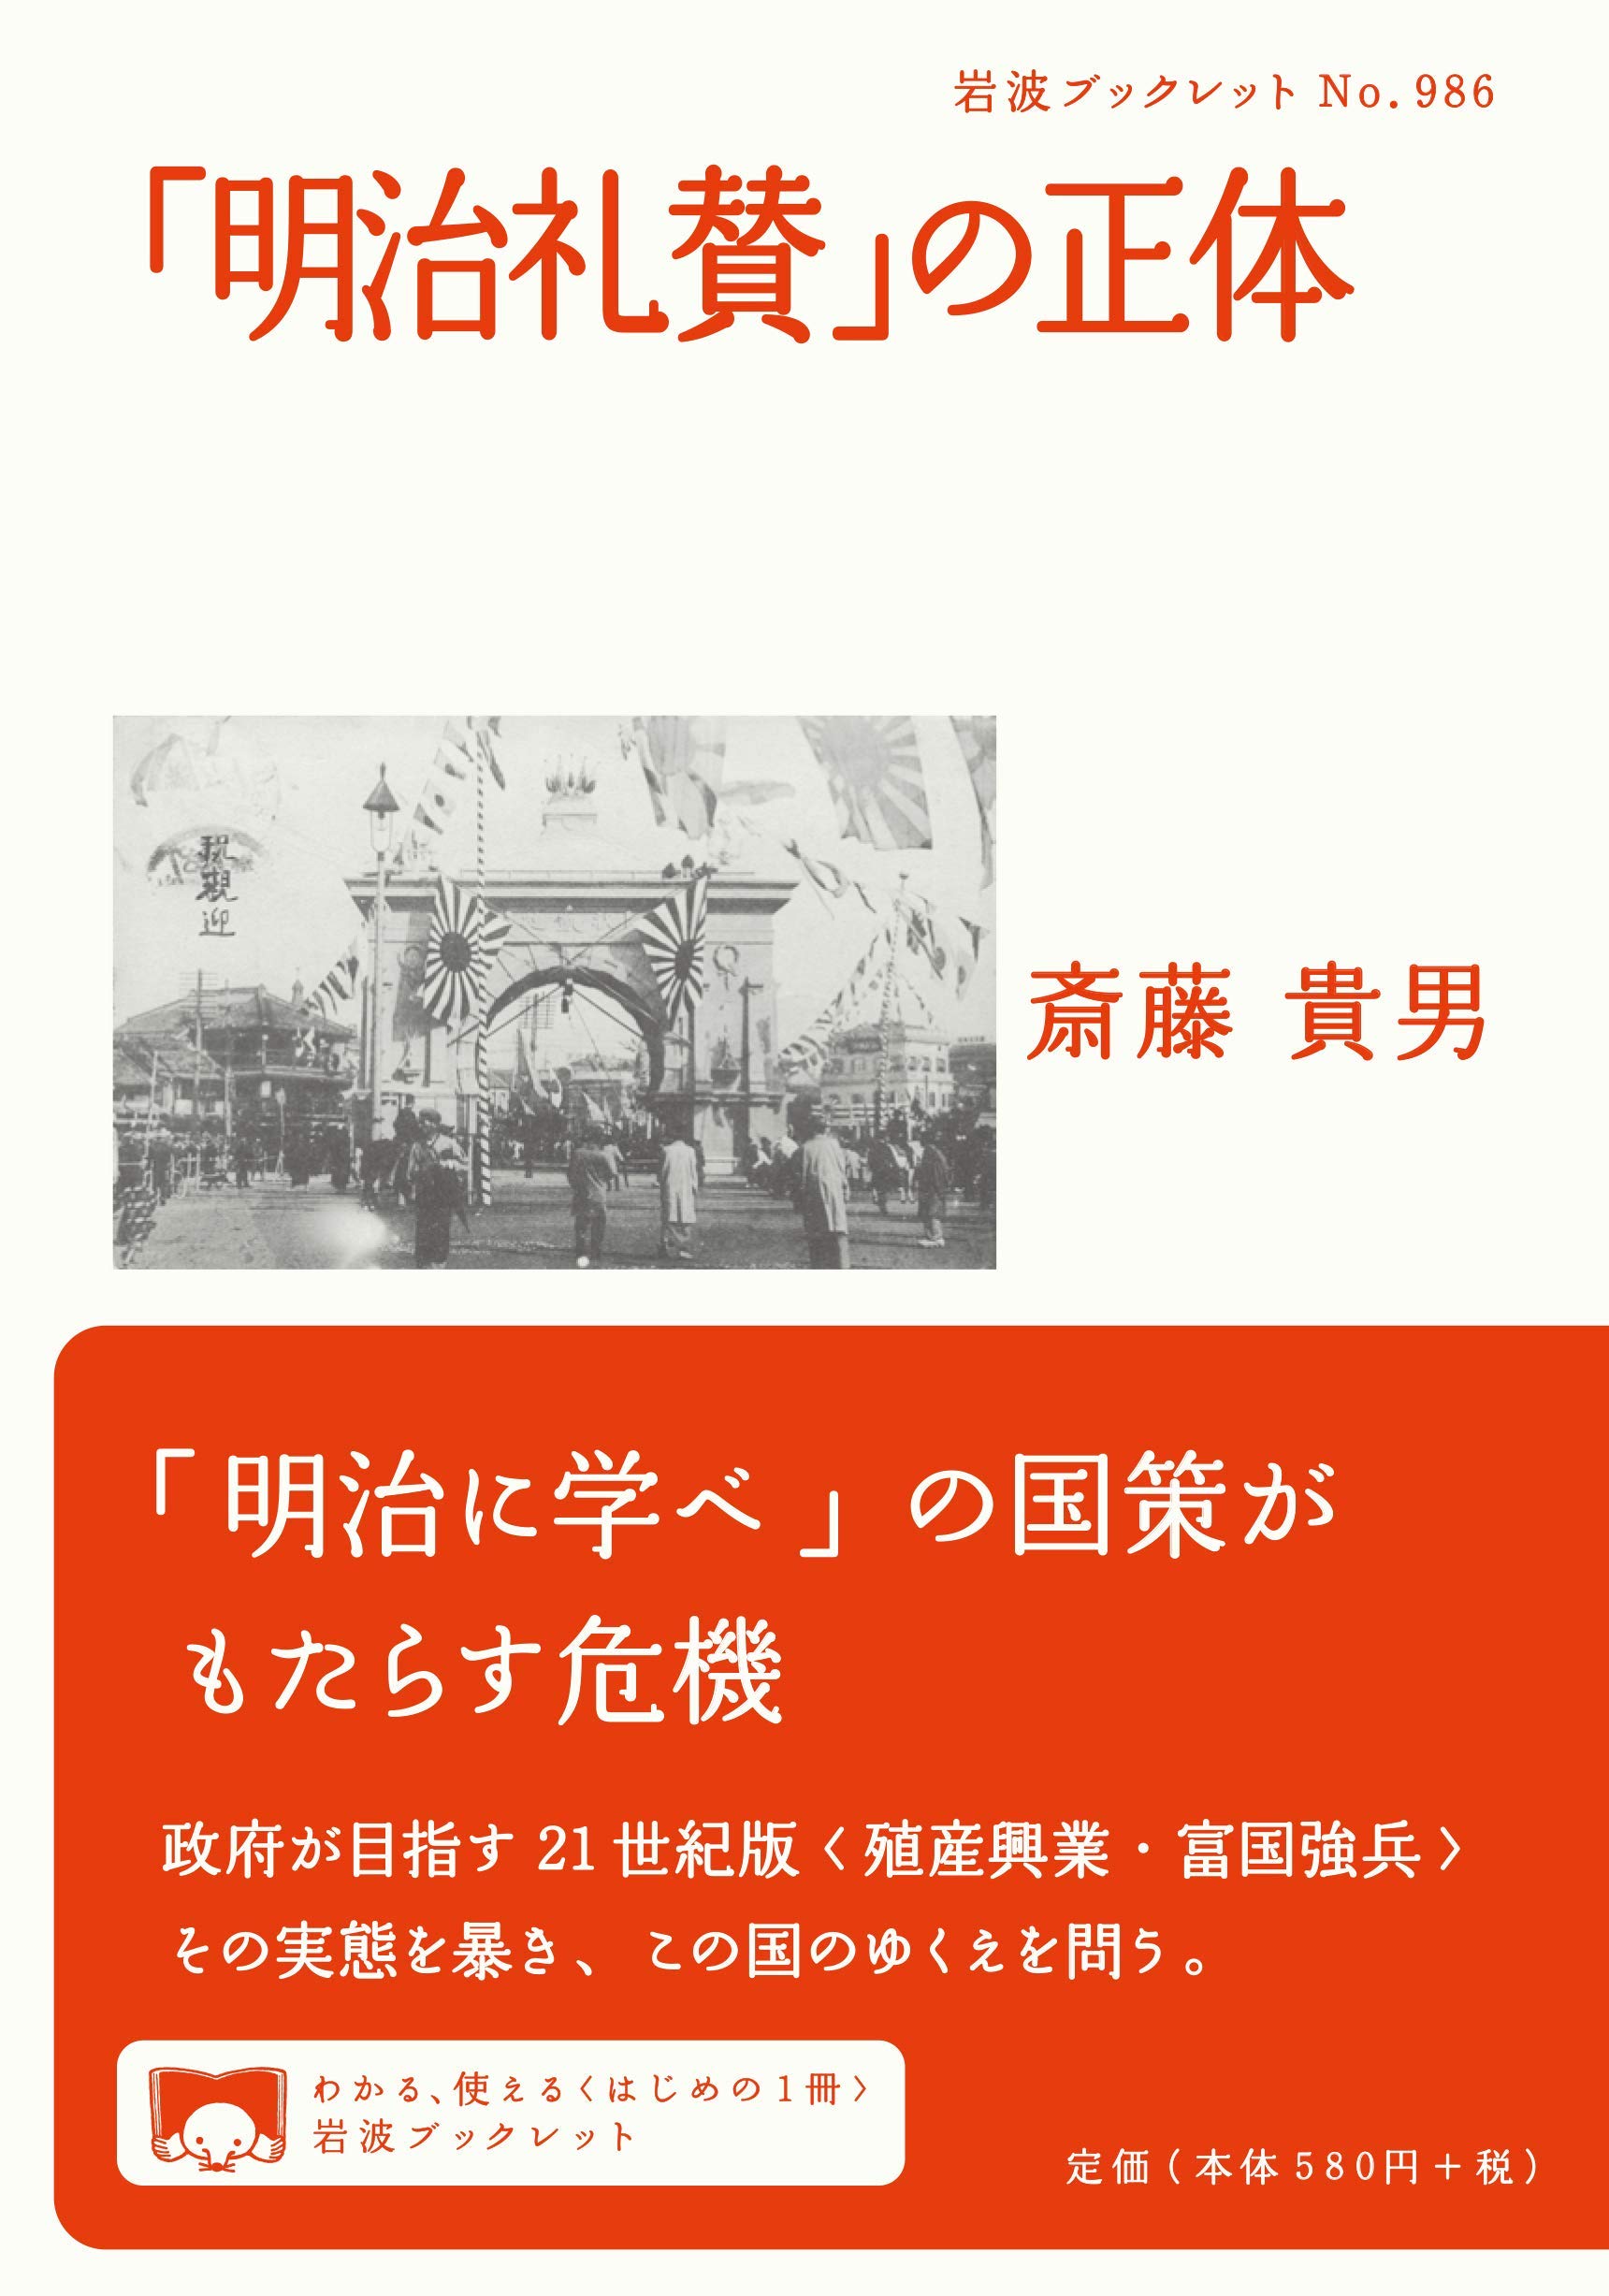 岩波ブックレット No. 986
「明治礼賛」の正体
祝
觀
迎
斎藤 貴男
「明治に学べ」の国策が
もたらす危機
政府が目指す21世紀版〈殖産興業・富国強兵〉
その実態を暴き、この国のゆくえを問う。
わかる、使える〈はじめの1冊〉
岩波ブックレット
定価(本体580円+税)